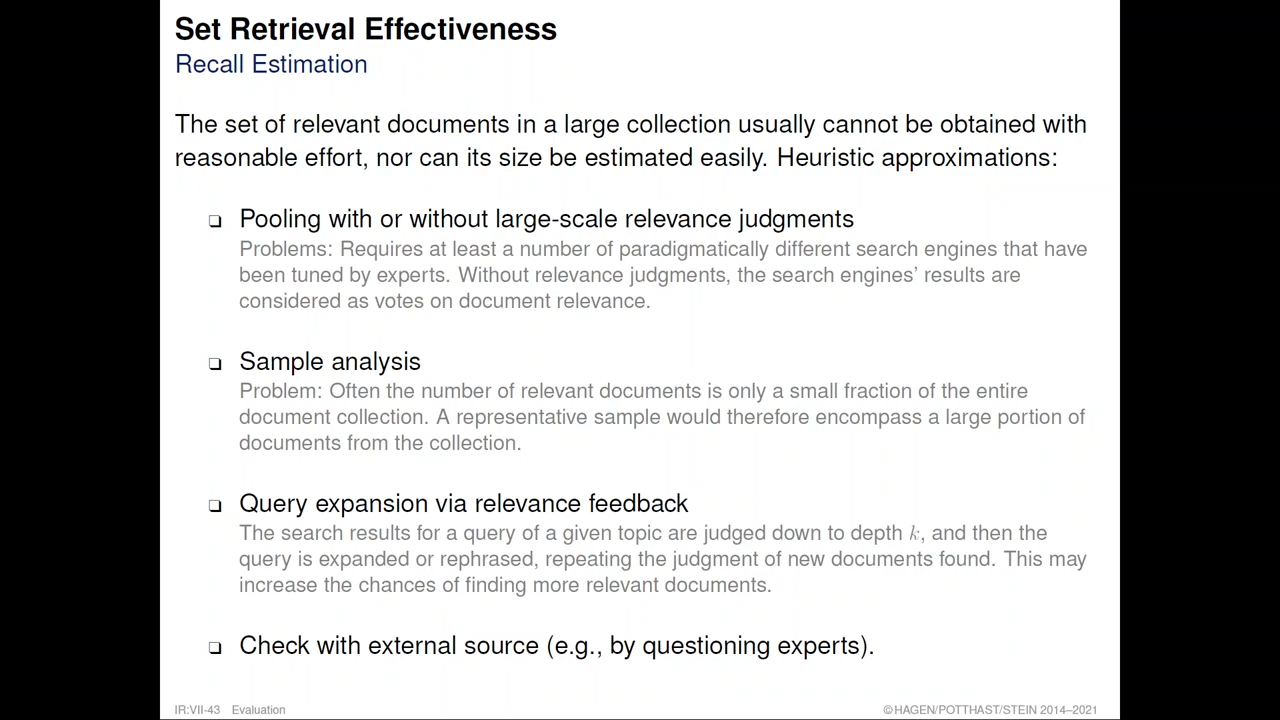 Set Retrieval Effectiveness
Recall Estimation
The set of relevant documents in a large collection usually cannot be obtained with
reasonable effort, nor can its size be estimated easily. Heuristic approximations:
❏ Pooling with or without large-scale relevance judgments
Problems: Requires at least a number of paradigmatically different search engines that have
been tuned by experts. Without relevance judgments, the search engines’ results are
considered as votes on document relevance.
❏ Sample analysis
Problem: Often the number of relevant documents is only a small fraction of the entire
document collection. A representative sample would therefore encompass a large portion of
documents from the collection.
❏ Query expansion via relevance feedback
The search results for a query of a given topic are judged down to depth k, and then the
query is expanded or rephrased, repeating the judgment of new documents found. This may
increase the chances of finding more relevant documents.
❏ Check with external source (e.g., by questioning experts).
IR:VII-43 Evaluation
©HAGEN/POTTHAST/STEIN 2014–2021